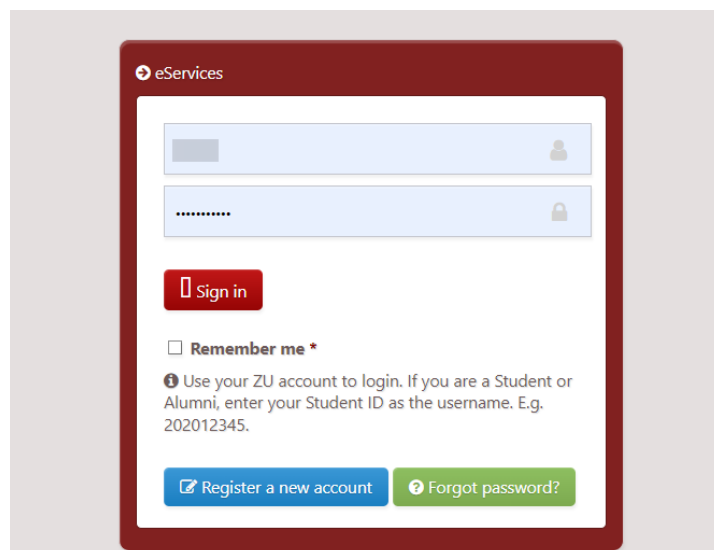 eServices
...........
Sign in
Remember me *
Use your ZU account to login. If you are a Student or
Alumni, enter your Student ID as the username. E.g.
202012345.
Register a new account
Forgot password?